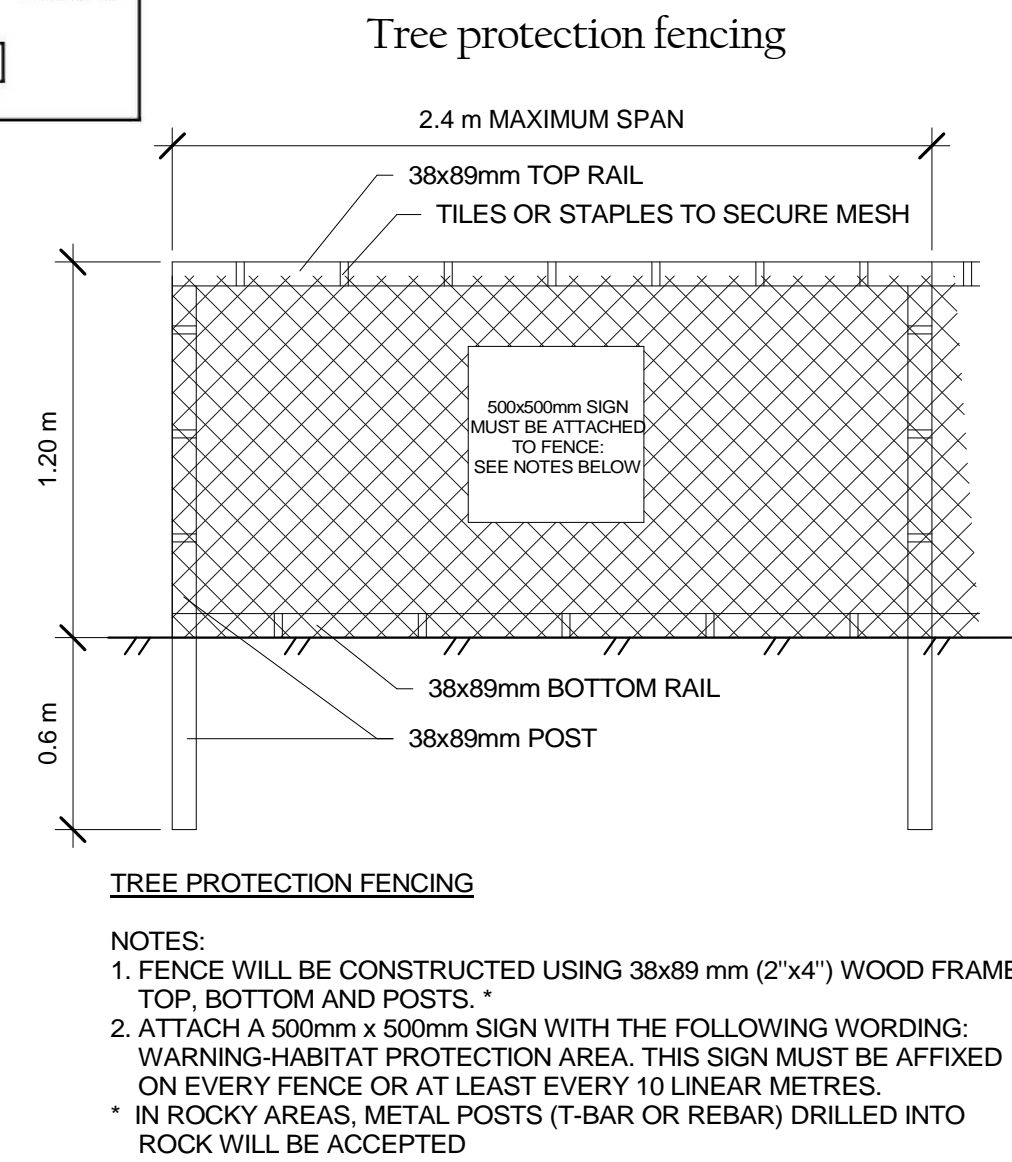 Tree protection fencing
2.4 m MAXIMUM SPAN
38x89mm TOP RAIL
TILES OR STAPLES TO SECURE MESH
1.20 m
500x500mm SIGN
MUST BE ATTACHED
TO FENCE:
SEE NOTES BELOW
0.6 m
38x89mm BOTTOM RAIL
38x89mm POST
TREE PROTECTION FENCING
NOTES:
1. FENCE WILL BE CONSTRUCTED USING 38x89 mm (2"x4") WOOD FRAME
TOP, BOTTOM AND POSTS. *
2. ATTACH A 500mm x 500mm SIGN WITH THE FOLLOWING WORDING:
WARNING-HABITAT PROTECTION AREA. THIS SIGN MUST BE AFFIXED
ON EVERY FENCE OR AT LEAST EVERY 10 LINEAR METRES.
* IN ROCKY AREAS, METAL POSTS (T-BAR OR REBAR) DRILLED INTO
ROCK WILL BE ACCEPTED